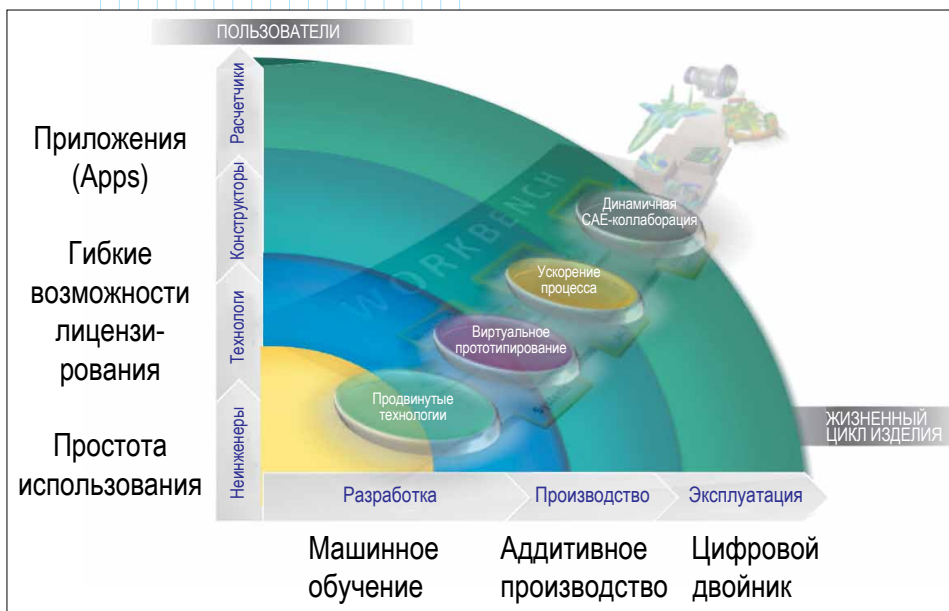 ПОЛЬЗОВАТЕЛИ
Расчетчики
Конструкторы
Технологи
Неинженеры
Приложения
(Apps)
Гибкие
возможности
лицензи-
рования
Простота
использования
WORKBENCH
Динамичная
CAE-коллаборация
Ускорение
процесса
Виртуальное
прототипирование
Продвинутые
технологии
ЖИЗНЕННЫЙ
ЦИКЛ ИЗДЕЛИЯ
Разработка
Производство
Эксплуатация
Машинное
обучение
Аддитивное
производство
Цифровой
двойник